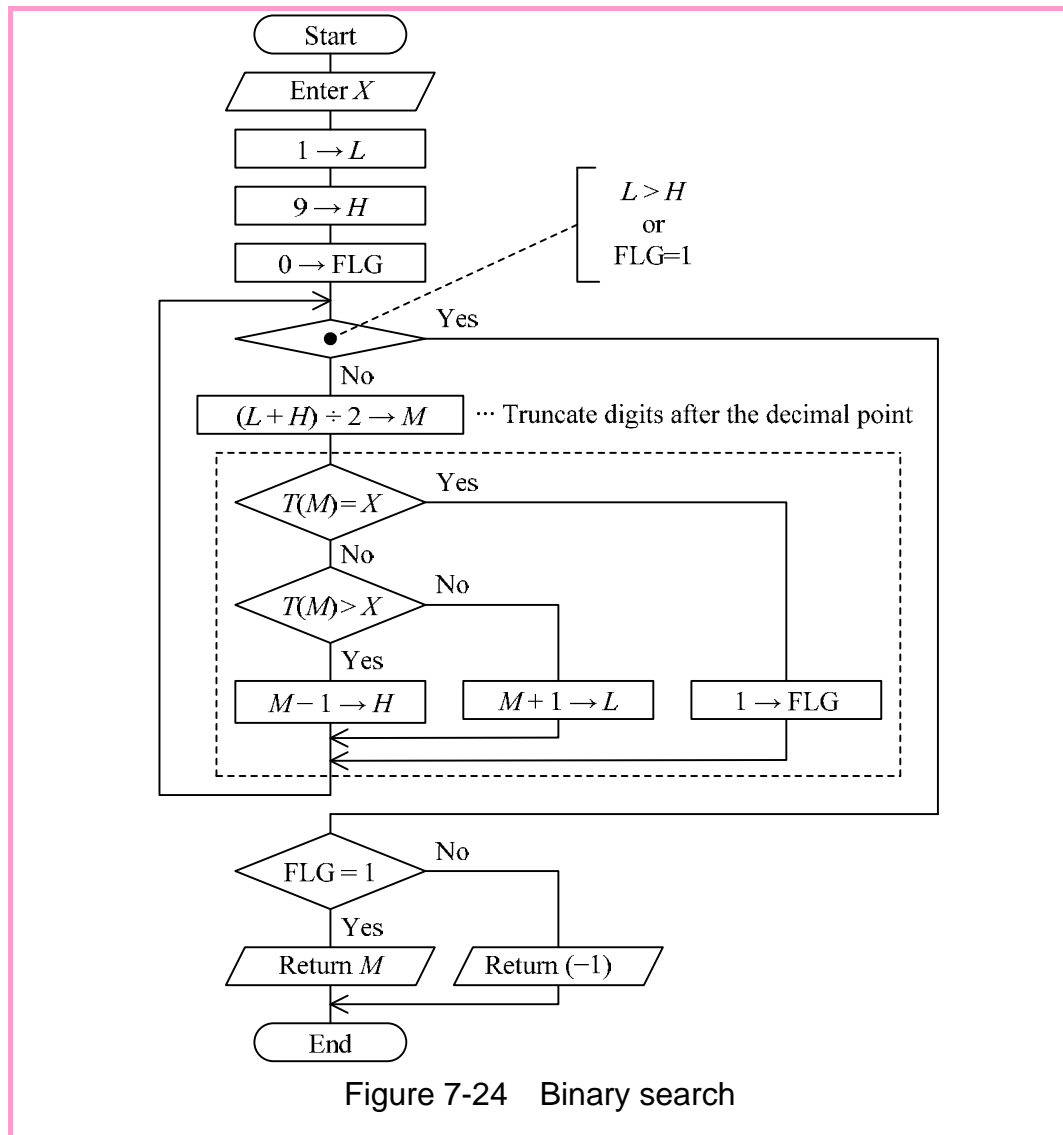 Start
Enter X
1 → L
9 → H
0 → FLG
L > H
or
FLG=1
Yes
No
(L + H) ÷ 2 → M
··· Truncate digits after the decimal point
T(M) = X
Yes
No
T(M) > X
No
Yes
M − 1 → H
M + 1 → L
1 → FLG
FLG = 1
No
Yes
Return M
Return (−1)
End
Figure 7-24 Binary search